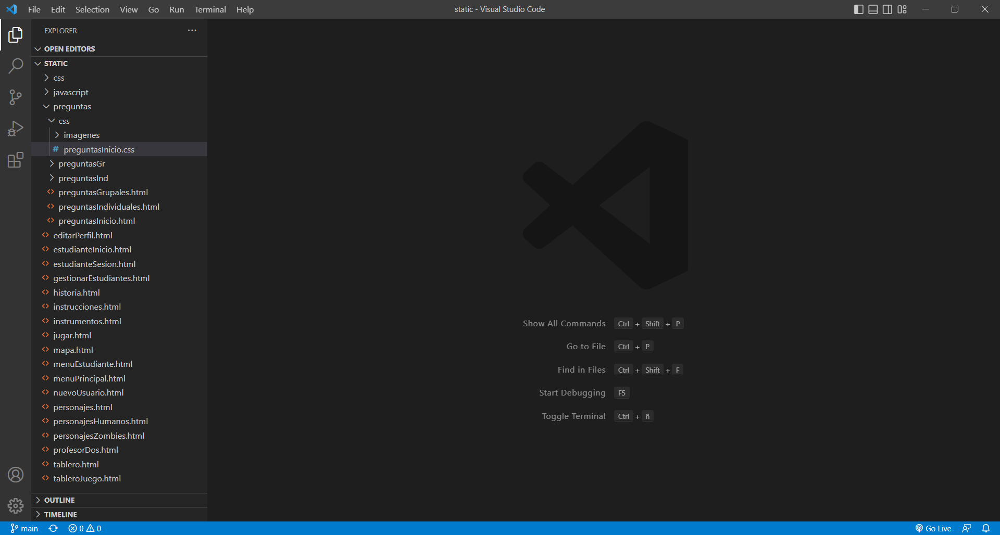 File Edit Selection View Go Run Terminal Help
static - Visual Studio Code
EXPLORER
OPEN EDITORS
STATIC
css
javascript
preguntas
css
imagenes
# preguntasInicio.css
preguntasGr
preguntasInd
<> preguntasGrupales.html
<> preguntasIndividuales.html
<> preguntasInicio.html
<> editarPerfil.html
<> estudianteInicio.html
<> estudianteSesion.html
<> gestionarEstudiantes.html
<> historia.html
<> instrucciones.html
<> instrumentos.html
<> jugar.html
<> mapa.html
<> menuEstudiante.html
<> menuPrincipal.html
<> nuevoUsuario.html
<> personajes.html
<> personajesHumanos.html
<> personajesZombies.html
<> profesorDos.html
<> tablero.html
<> tableroJuego.html
OUTLINE
TIMELINE
Show All Commands Ctrl + Shift + P
Go to File Ctrl + P
Find in Files Ctrl + Shift + F
Start Debugging F5
Toggle Terminal Ctrl + ñ
main 0 0 Go Live